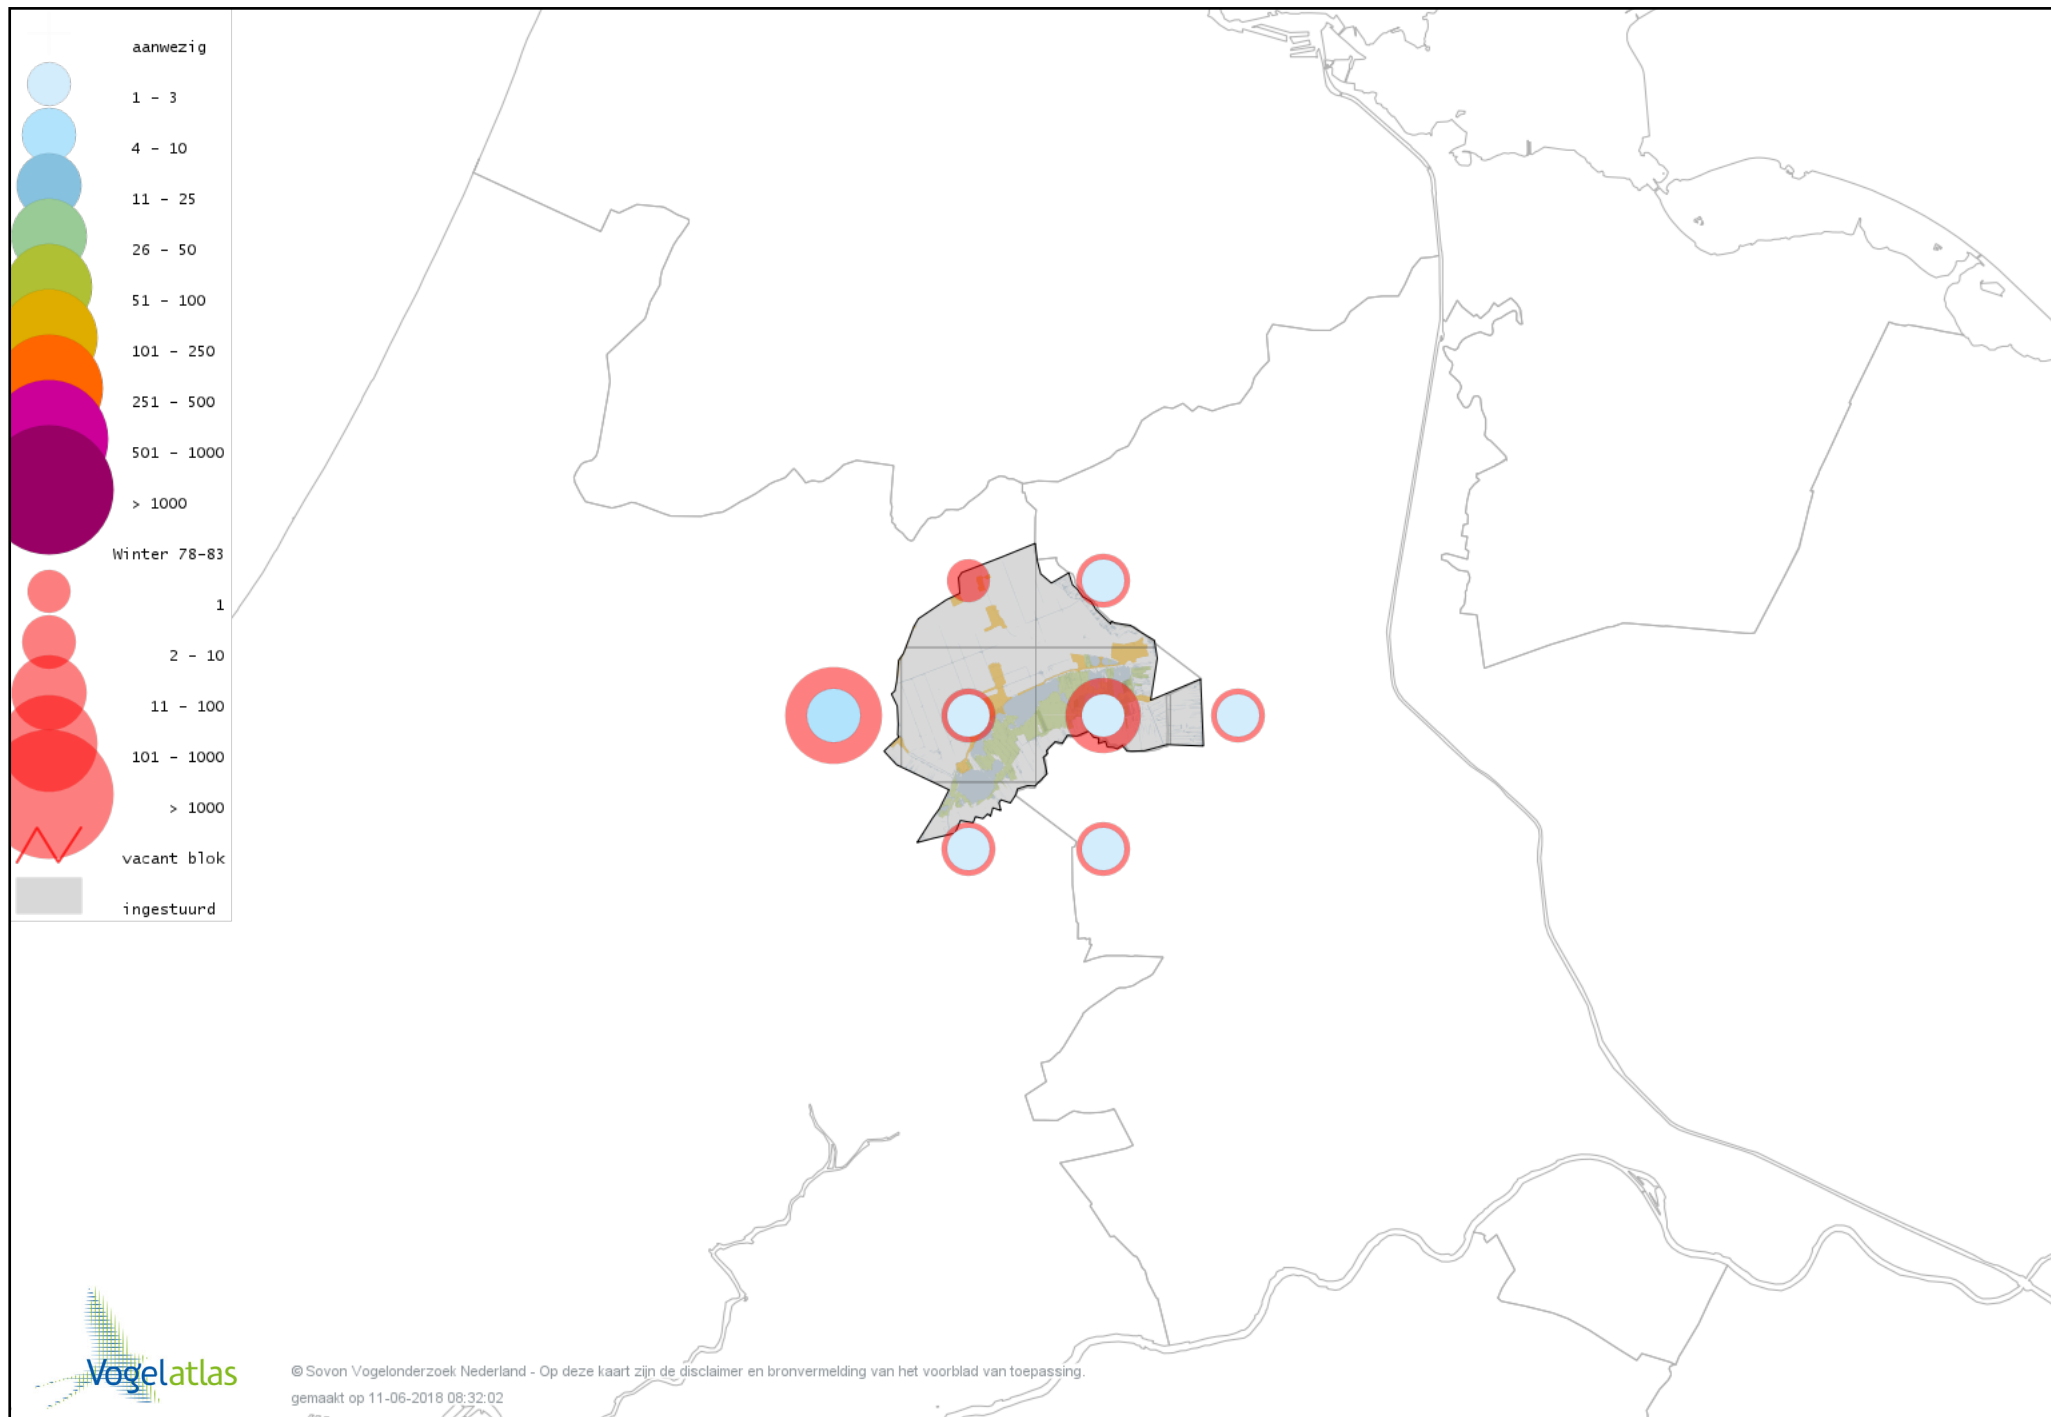 aanwezig
1 - 3
4 - 10
11 - 25
26 - 50
51 - 100
101 - 250
251 - 500
501 - 1000
> 1000
Winter 78-83
1
2 - 10
11 - 100
101 - 1000
> 1000
vacant blok
ingestuurd
Vogelatlas
© Sovon Vogelonderzoek Nederland - Op deze kaart zijn de disclaimer en bronvermelding van het voorblad van toepassing.
gemaakt op 11-06-2018 08:32:02